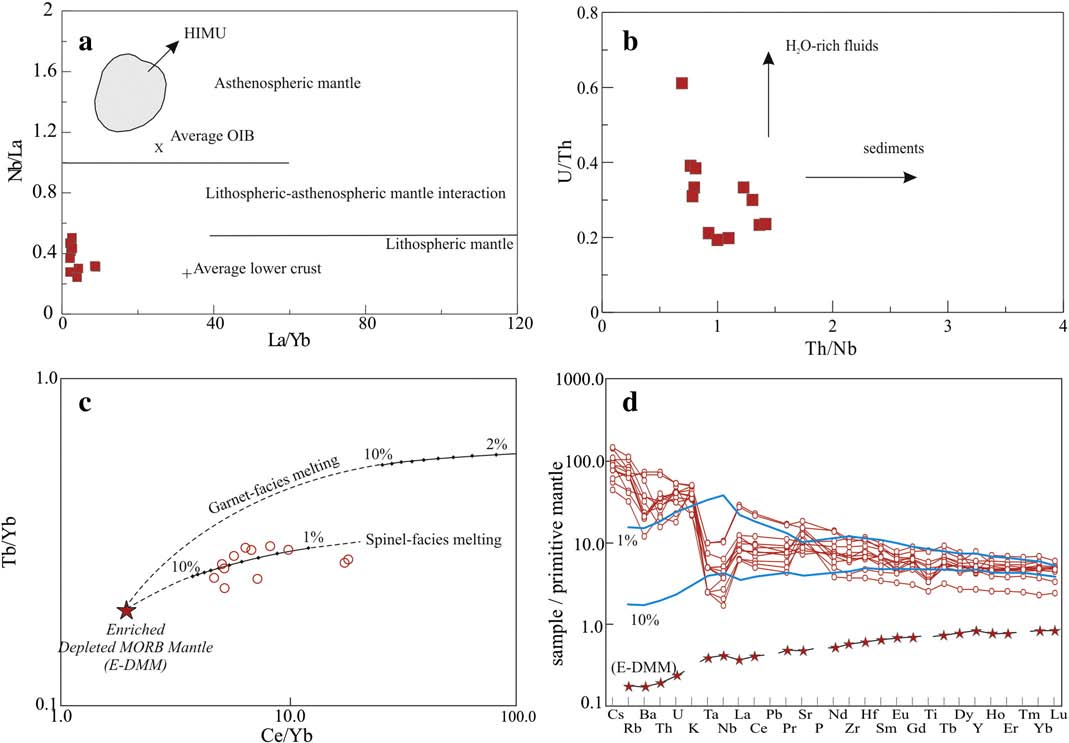 a
HIMU
Asthenospheric mantle
x Average OIB
Lithospheric-asthenospheric mantle interaction
Lithospheric mantle
+Average lower crust
Nb/La
2
1.6
1.2
0.8
0.4
0
0 40 80 120
La/Yb
b
H2O-rich fluids
sediments
U/Th
0.8
0.6
0.4
0.2
0
0 1 2 3 4
Th/Nb
c
1.0
0.1
Tb/Yb
Garnet-facies melting
10%
2%
10%
1%
Spinel-facies melting
Enriched
Depleted MORB Mantle
(E-DMM)
1.0 10.0 100.0
Ce/Yb
d
sample / primitive mantle
1000.0
100.0
10.0
1.0
0.1
1%
10%
(E-DMM)
Cs Ba U Ta La Pb Sr Nd Hf Eu Ti Dy Ho Tm Lu
Rb Th K Nb Ce Pr P Zr Sm Gd Tb Y Er Yb